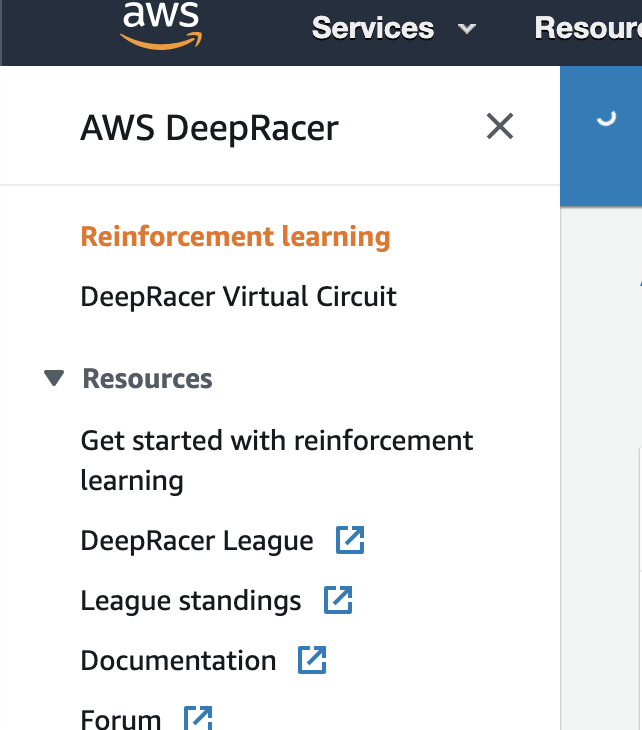 aws
Services
AWS DeepRacer
Reinforcement learning
DeepRacer Virtual Circuit
Resources
Get started with reinforcement
learning
DeepRacer League
League standings
Documentation
Forum